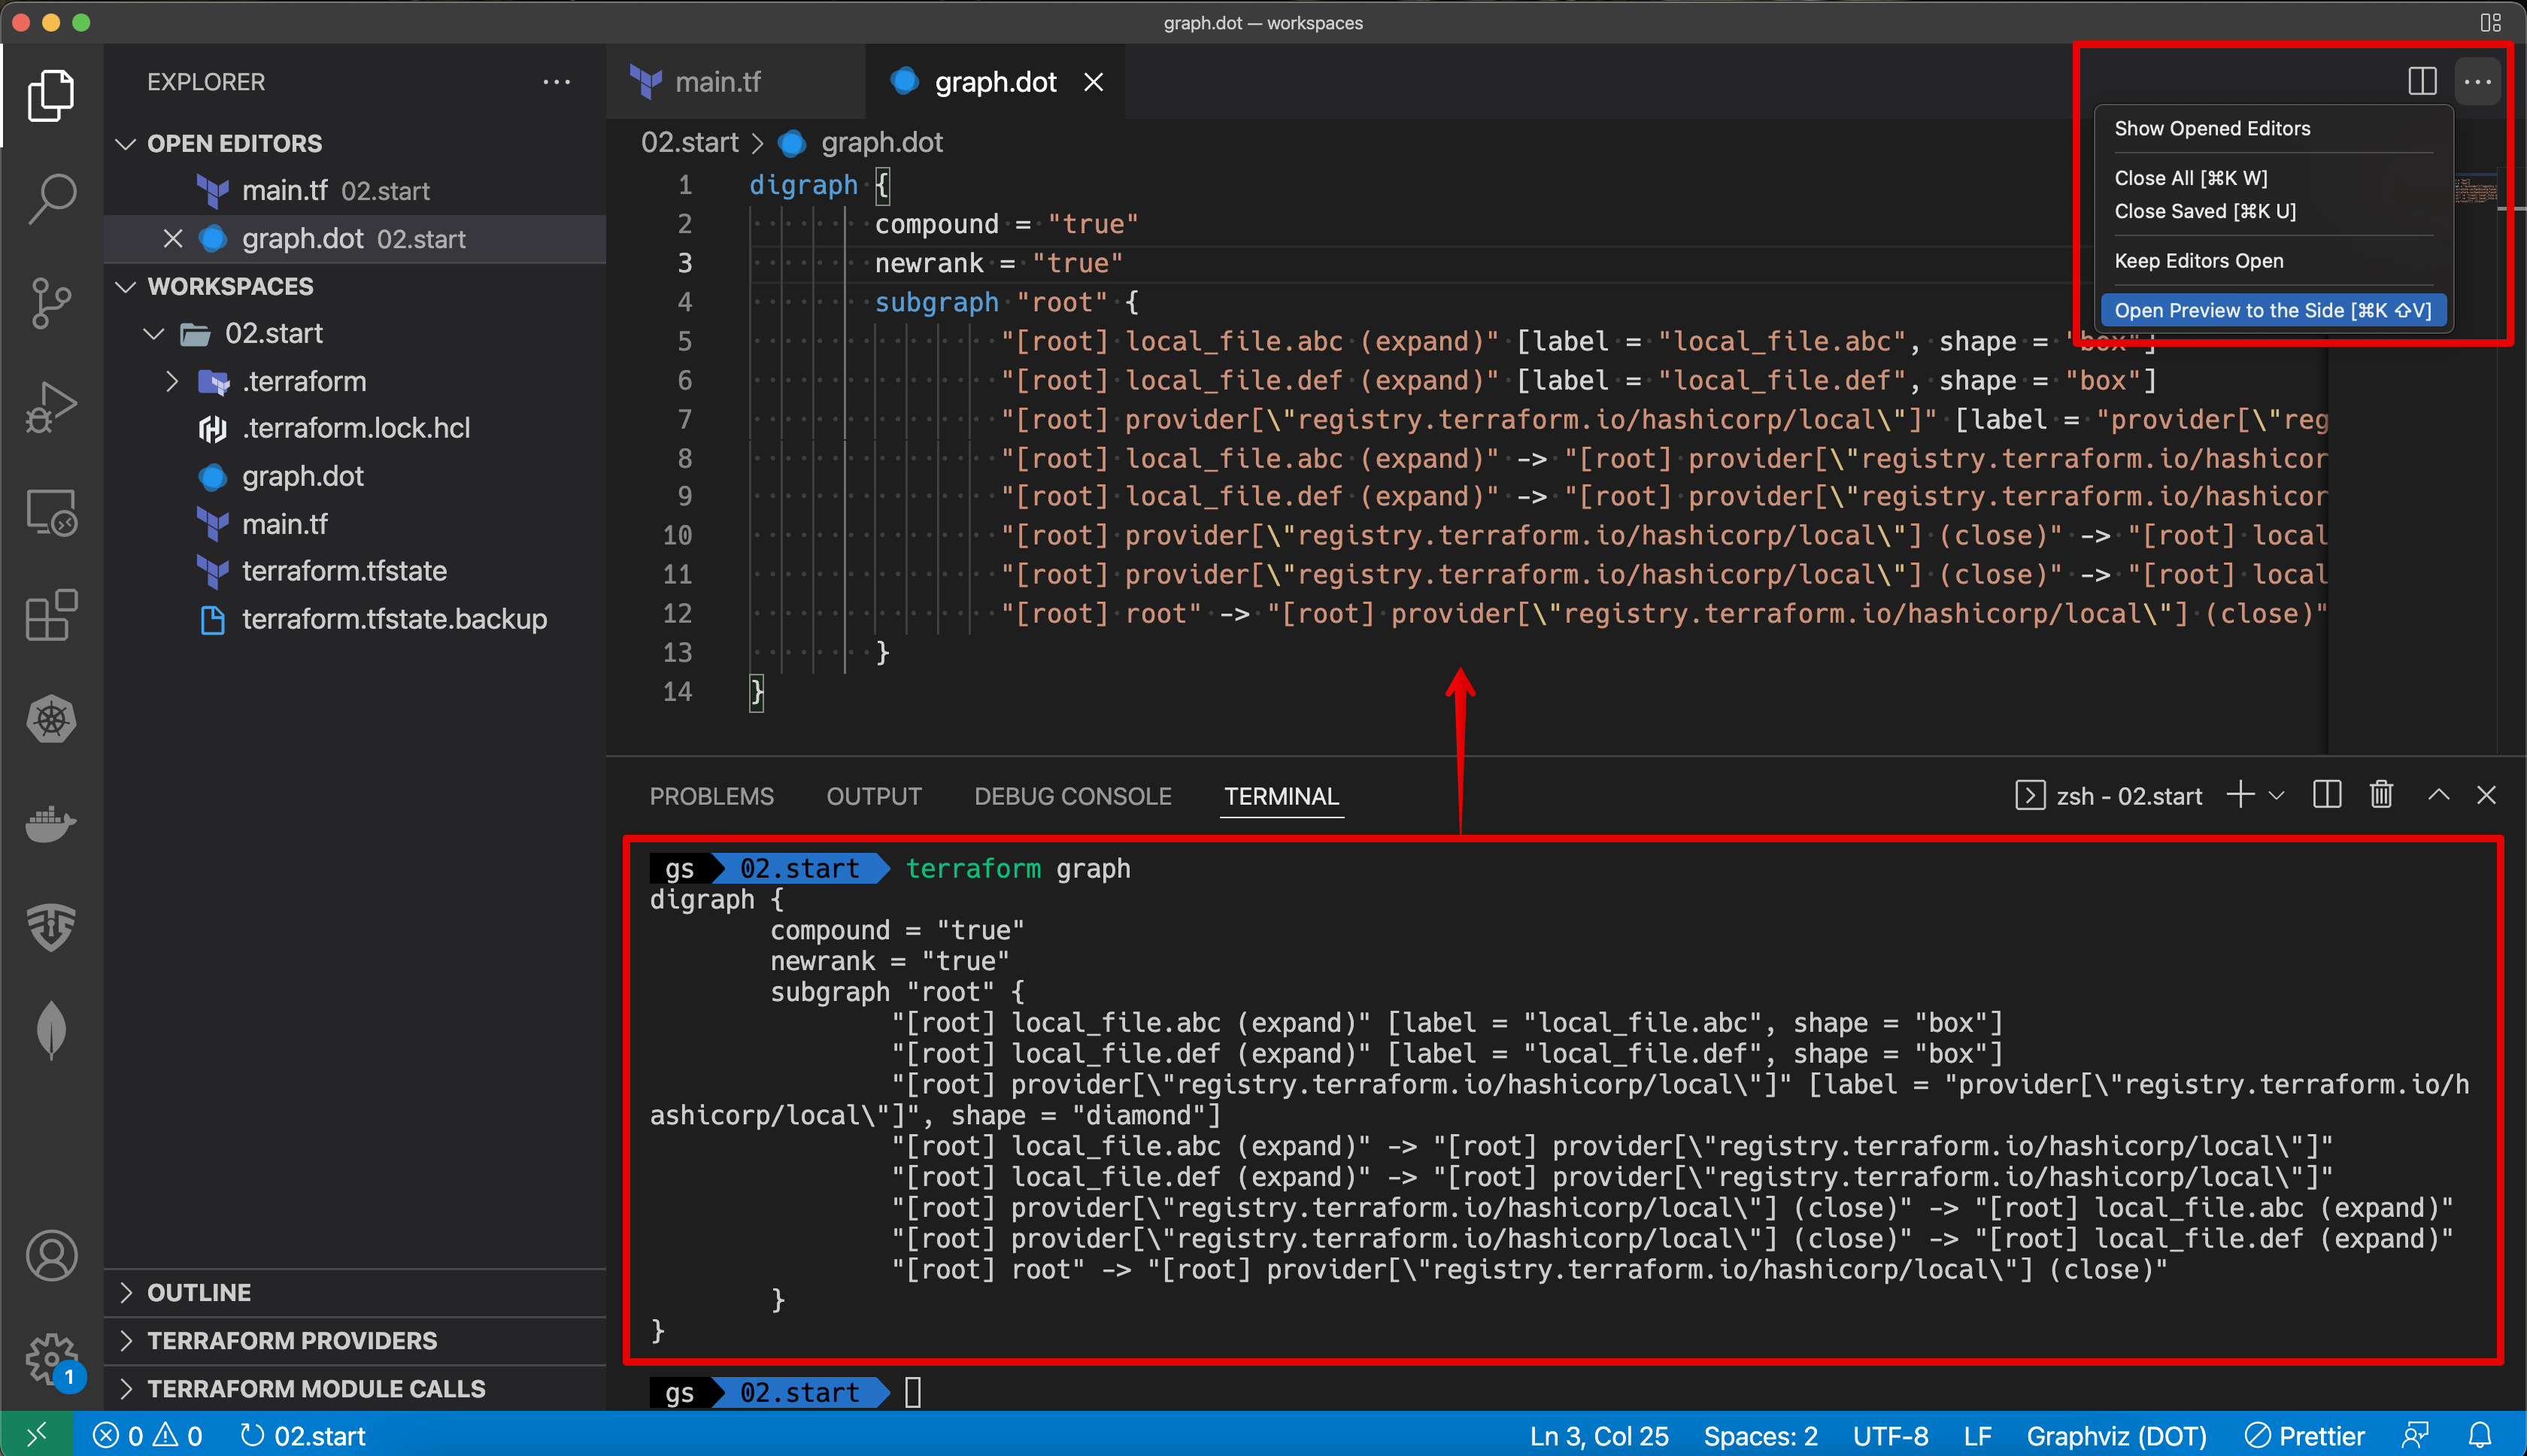 graph.dot — workspaces
EXPLORER
OPEN EDITORS
main.tf 02.start
graph.dot 02.start
WORKSPACES
02.start
.terraform
.terraform.lock.hcl
graph.dot
main.tf
terraform.tfstate
terraform.tfstate.backup
OUTLINE
TERRAFORM PROVIDERS
TERRAFORM MODULE CALLS
main.tf
graph.dot
02.start > graph.dot
Show Opened Editors
Close All [⌘K W]
Close Saved [⌘K U]
Keep Editors Open
Open Preview to the Side [⌘K ⇧V]
1 digraph {
2 compound = "true"
3 newrank = "true"
4 subgraph "root" {
5 "[root] local_file.abc (expand)" [label = "local_file.abc", shape = "box"]
6 "[root] local_file.def (expand)" [label = "local_file.def", shape = "box"]
7 "[root] provider[\"registry.terraform.io/hashicorp/local\"]" [label = "provider[\"reg
8 "[root] local_file.abc (expand)" -> "[root] provider[\"registry.terraform.io/hashicor
9 "[root] local_file.def (expand)" -> "[root] provider[\"registry.terraform.io/hashicor
10 "[root] provider[\"registry.terraform.io/hashicorp/local\"] (close)" -> "[root] local
11 "[root] provider[\"registry.terraform.io/hashicorp/local\"] (close)" -> "[root] local
12 "[root] root" -> "[root] provider[\"registry.terraform.io/hashicorp/local\"] (close)"
13 }
14 }
PROBLEMS OUTPUT DEBUG CONSOLE TERMINAL
zsh - 02.start
gs 02.start terraform graph
digraph {
compound = "true"
newrank = "true"
subgraph "root" {
"[root] local_file.abc (expand)" [label = "local_file.abc", shape = "box"]
"[root] local_file.def (expand)" [label = "local_file.def", shape = "box"]
"[root] provider[\"registry.terraform.io/hashicorp/local\"]" [label = "provider[\"registry.terraform.io/h
ashicorp/local\"]", shape = "diamond"]
"[root] local_file.abc (expand)" -> "[root] provider[\"registry.terraform.io/hashicorp/local\"]"
"[root] local_file.def (expand)" -> "[root] provider[\"registry.terraform.io/hashicorp/local\"]"
"[root] provider[\"registry.terraform.io/hashicorp/local\"] (close)" -> "[root] local_file.abc (expand)"
"[root] provider[\"registry.terraform.io/hashicorp/local\"] (close)" -> "[root] local_file.def (expand)"
"[root] root" -> "[root] provider[\"registry.terraform.io/hashicorp/local\"] (close)"
}
}
gs 02.start
1
0 0 02.start
Ln 3, Col 25 Spaces: 2 UTF-8 LF Graphviz (DOT) Prettier